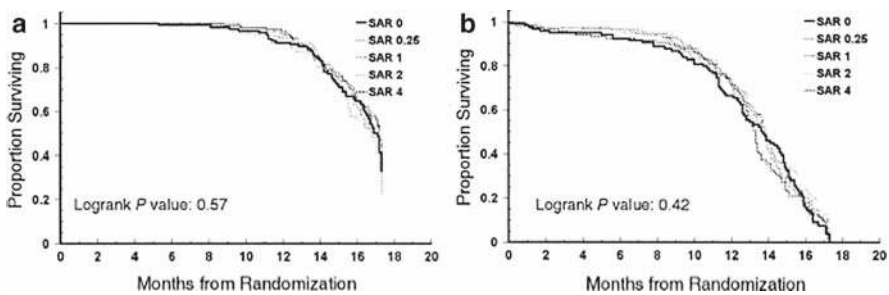 a
Proportion Surviving
1
0.8
0.6
0.4
0.2
0
SAR 0
SAR 0.25
SAR 1
SAR 2
SAR 4
Logrank P value: 0.57
0 2 4 6 8 10 12 14 16 18 20
Months from Randomization
b
Proportion Surviving
1
0.8
0.6
0.4
0.2
0
SAR 0
SAR 0.25
SAR 1
SAR 2
SAR 4
Logrank P value: 0.42
0 2 4 6 8 10 12 14 16 18 20
Months from Randomization